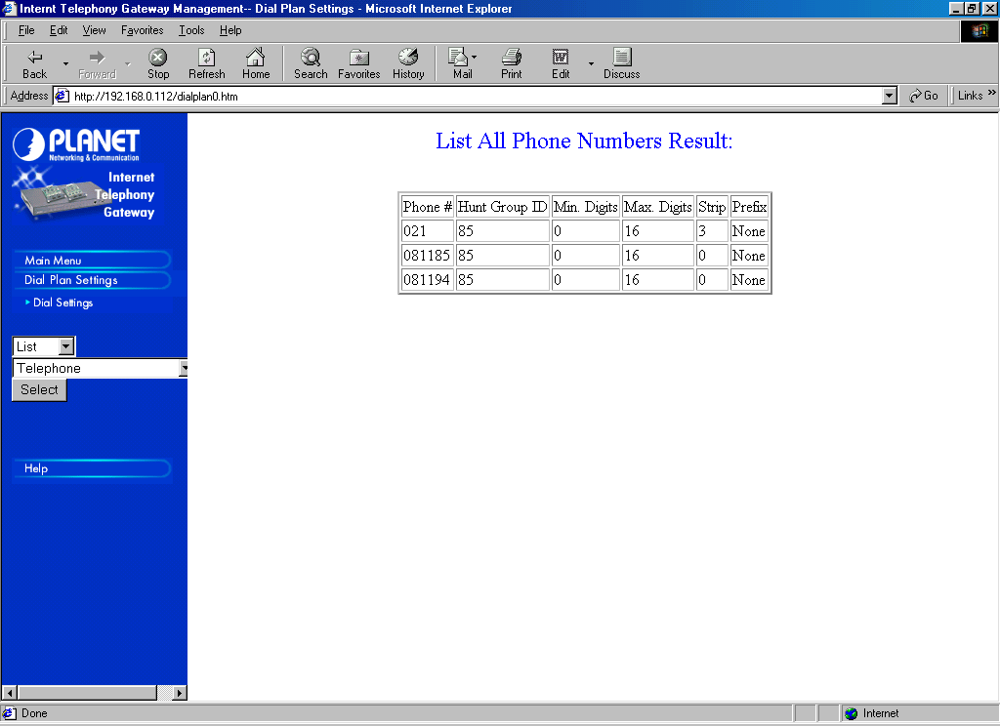 Internt Telephony Gateway Management-- Dial Plan Settings - Microsoft Internet Explorer
File Edit View Favorites Tools Help
Back Forward Stop Refresh Home Search Favorites History Mail Print Edit Discuss
Address http://192.168.0.112/dialplan0.htm Go Links »
PLANET
Networking & Communication
Internet
Telephony
Gateway
Main Menu
Dial Plan Settings
Dial Settings
List
Telephone
Select
Help
List All Phone Numbers Result:
Phone # Hunt Group ID Min. Digits Max. Digits Strip Prefix
021 85 0 16 3 None
081185 85 0 16 0 None
081194 85 0 16 0 None
Done Internet